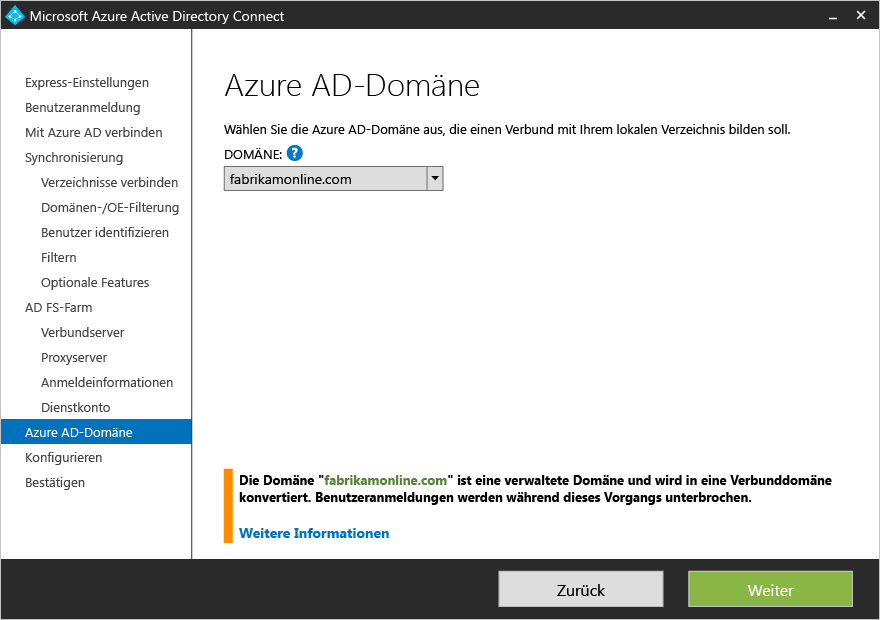 Microsoft Azure Active Directory Connect
Express-Einstellungen
Benutzeranmeldung
Mit Azure AD verbinden
Synchronisierung
Verzeichnisse verbinden
Domänen-/OE-Filterung
Benutzer identifizieren
Filtern
Optionale Features
AD FS-Farm
Verbundserver
Proxyserver
Anmeldeinformationen
Dienstkonto
Azure AD-Domäne
Konfigurieren
Bestätigen
Azure AD-Domäne
Wählen Sie die Azure AD-Domäne aus, die einen Verbund mit Ihrem lokalen Verzeichnis bilden soll.
DOMÄNE: ?
fabrikamonline.com
Die Domäne "fabrikamonline.com" ist eine verwaltete Domäne und wird in eine Verbunddomäne
konvertiert. Benutzeranmeldungen werden während dieses Vorgangs unterbrochen.
Weitere Informationen
Zurück
Weiter